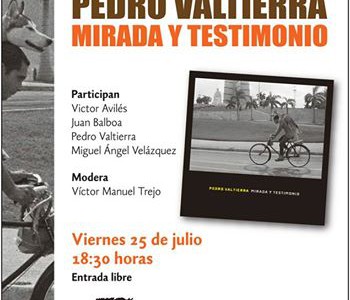 PEDRO VALTIERRA
MIRADA Y TESTIMONIO
Participan
Victor Avilés
Juan Balboa
Pedro Valtierra
Miguel Ángel Velázquez
Modera
Víctor Manuel Trejo
PEDRO VALTIERRA MIRADA Y TESTIMONIO
Viernes 25 de julio
18:30 horas
Entrada libre